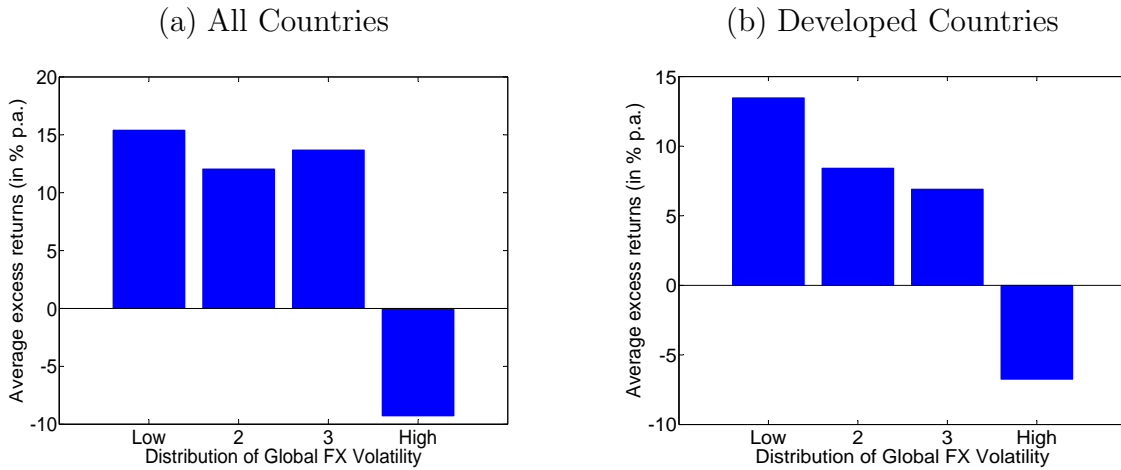 (a) All Countries
Average excess returns (in % p.a.)
20
15
10
5
0
-5
-10
Low 2 3 High
Distribution of Global FX Volatility
(b) Developed Countries
Average excess returns (in % p.a.)
15
10
5
0
-5
-10
Low 2 3 High
Distribution of Global FX Volatility